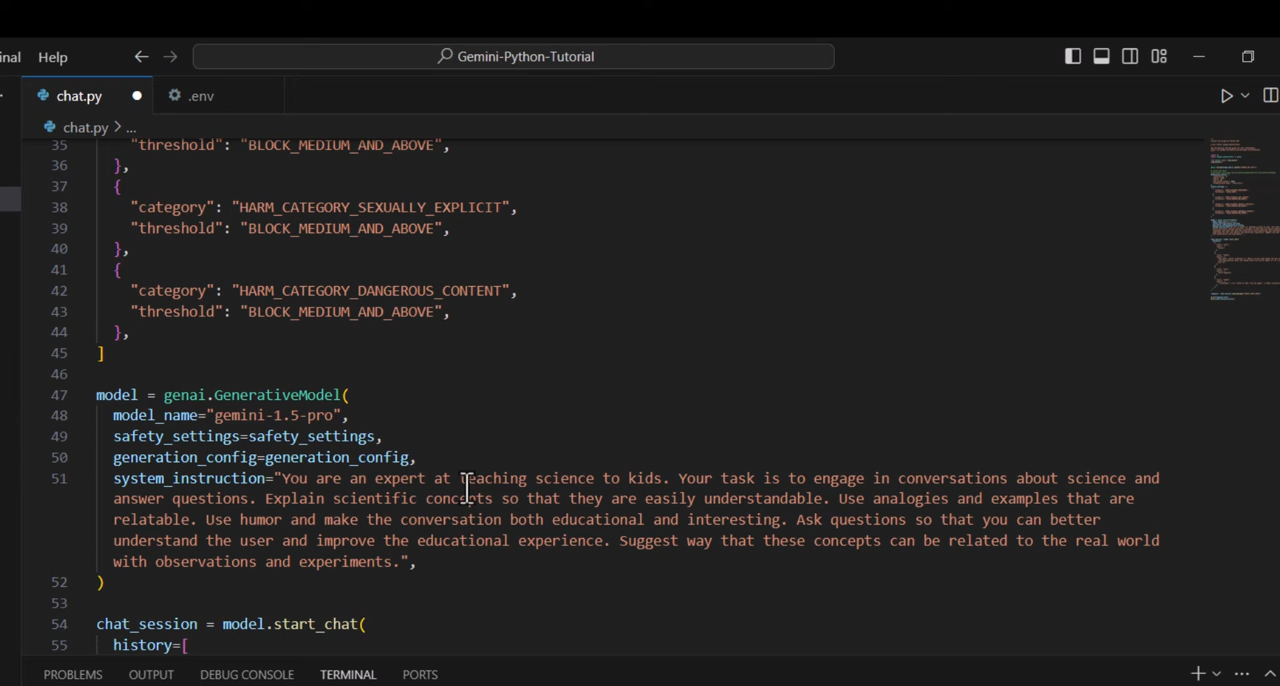 nal Help Gemini-Python-Tutorial
chat.py .env
chat.py > ...
35 "threshold": "BLOCK_MEDIUM_AND_ABOVE",
36 },
37 {
38 "category": "HARM_CATEGORY_SEXUALLY_EXPLICIT",
39 "threshold": "BLOCK_MEDIUM_AND_ABOVE",
40 },
41 {
42 "category": "HARM_CATEGORY_DANGEROUS_CONTENT",
43 "threshold": "BLOCK_MEDIUM_AND_ABOVE",
44 },
45 ]
46
47 model = genai.GenerativeModel(
48 model_name="gemini-1.5-pro",
49 safety_settings=safety_settings,
50 generation_config=generation_config,
51 system_instruction="You are an expert at teaching science to kids. Your task is to engage in conversations about science and
answer questions. Explain scientific concepts so that they are easily understandable. Use analogies and examples that are
relatable. Use humor and make the conversation both educational and interesting. Ask questions so that you can better
understand the user and improve the educational experience. Suggest way that these concepts can be related to the real world
with observations and experiments.",
52 )
53
54 chat_session = model.start_chat(
55 history=[
PROBLEMS OUTPUT DEBUG CONSOLE TERMINAL PORTS